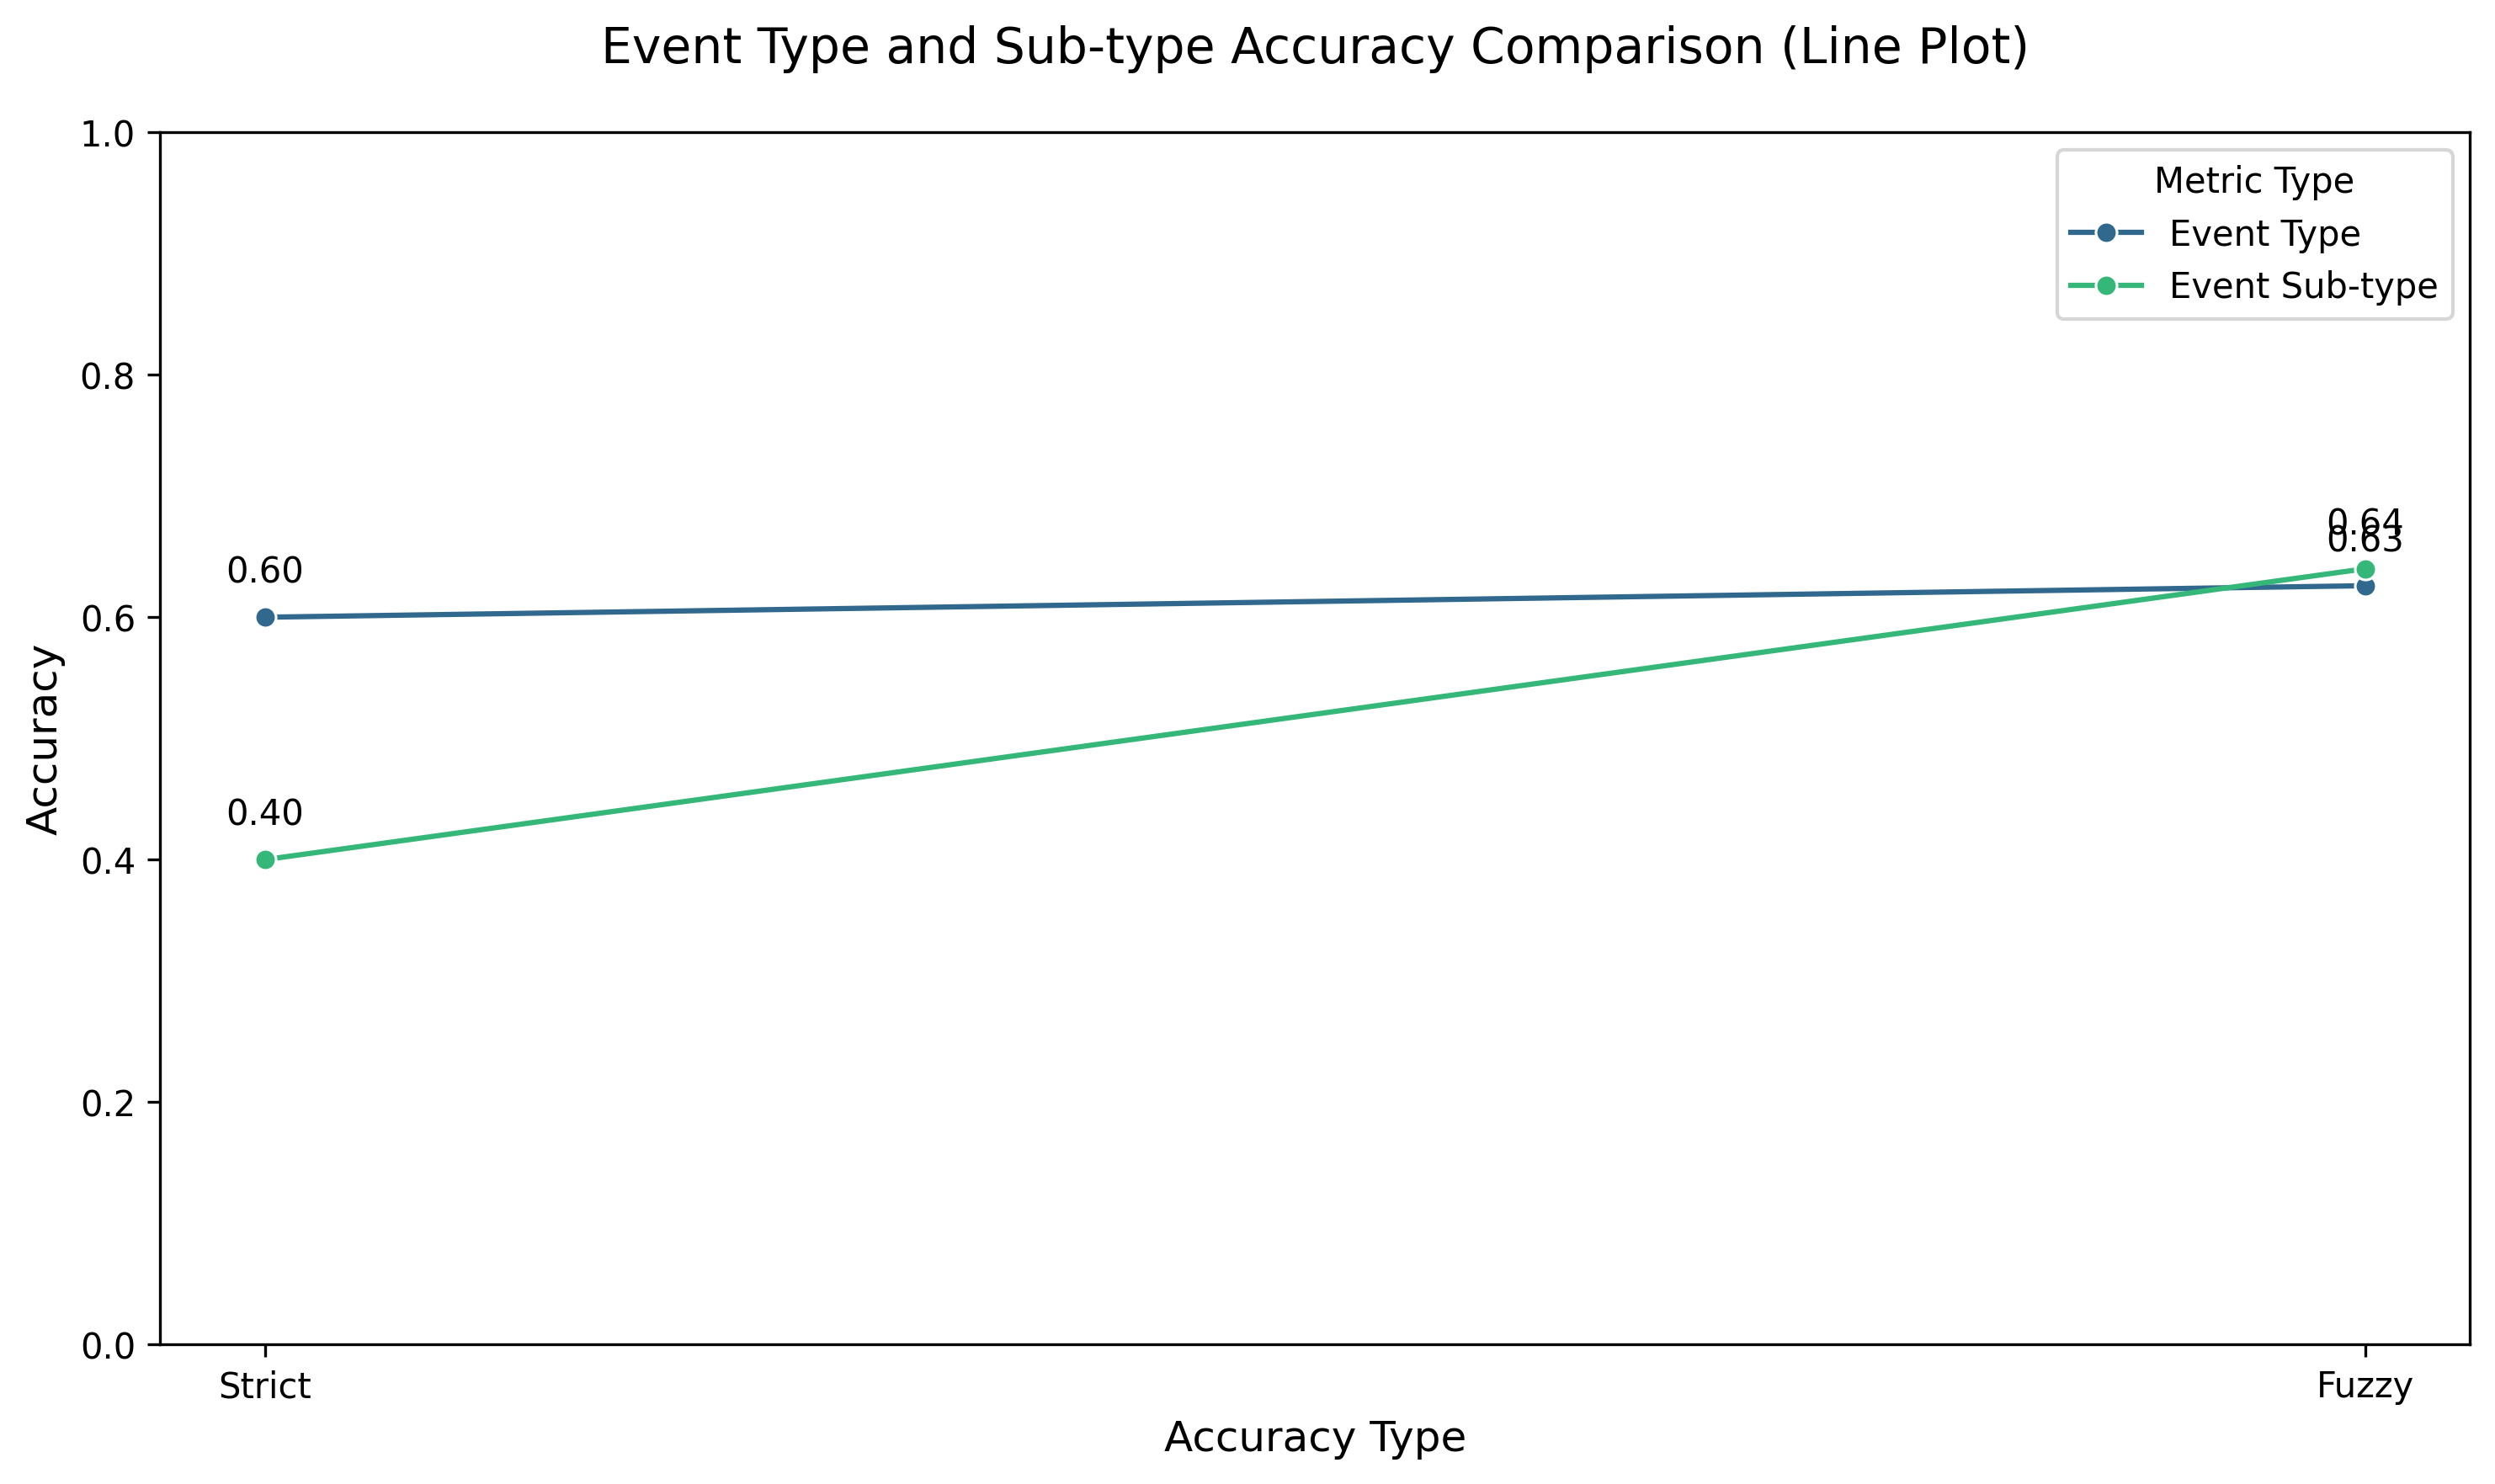 Event Type and Sub-type Accuracy Comparison (Line Plot)
Metric Type
Event Type
Event Sub-type
1.0
0.8
0.6
0.4
0.2
0.0
Accuracy
0.60
0.40
0.64
0.63
Strict
Fuzzy
Accuracy Type